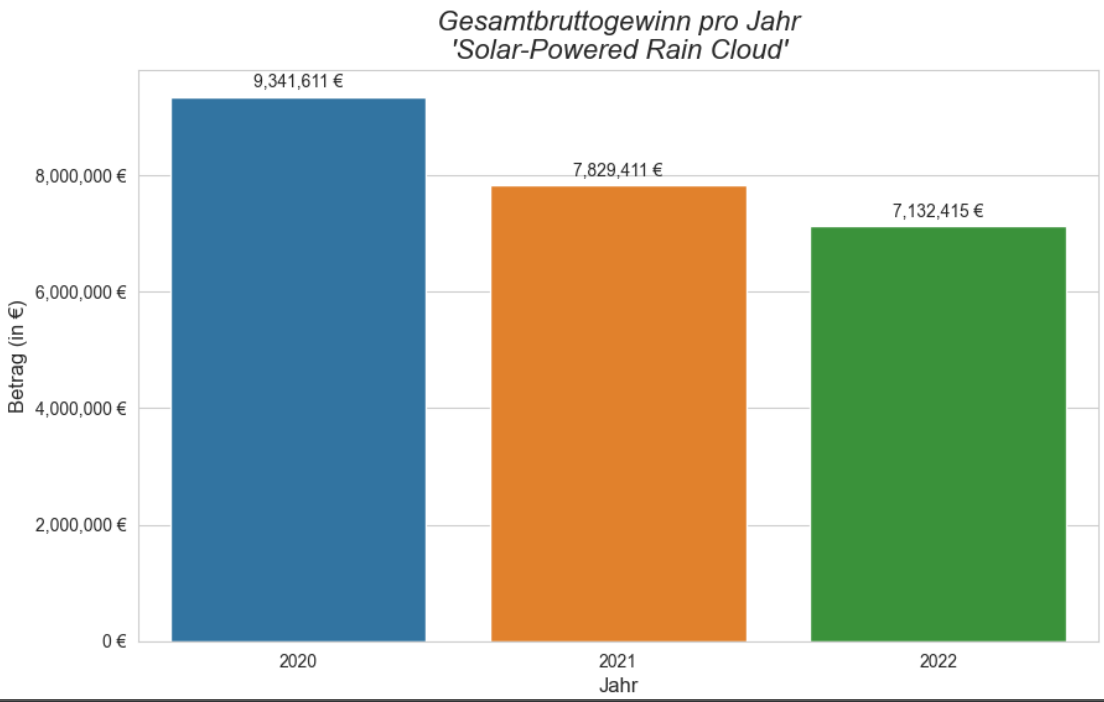 Gesamtbruttogewinn pro Jahr
'Solar-Powered Rain Cloud'
9,341,611 €
7,829,411 €
7,132,415 €
8,000,000 €
6,000,000 €
4,000,000 €
2,000,000 €
0 €
Betrag (in €)
2020
2021
2022
Jahr